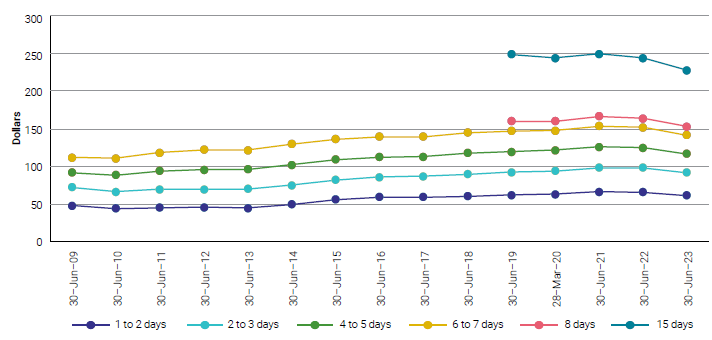 300
250
200
150
100
50
0
Dollars
30–Jun–09
30–Jun–10
30–Jun–11
30–Jun–12
30–Jun–13
30–Jun–14
30–Jun–15
30–Jun–16
30–Jun–17
30–Jun–18
30–Jun–19
28–Mar–20
30–Jun–21
30–Jun–22
30–Jun–23
1 to 2 days 2 to 3 days 4 to 5 days 6 to 7 days 8 days 15 days